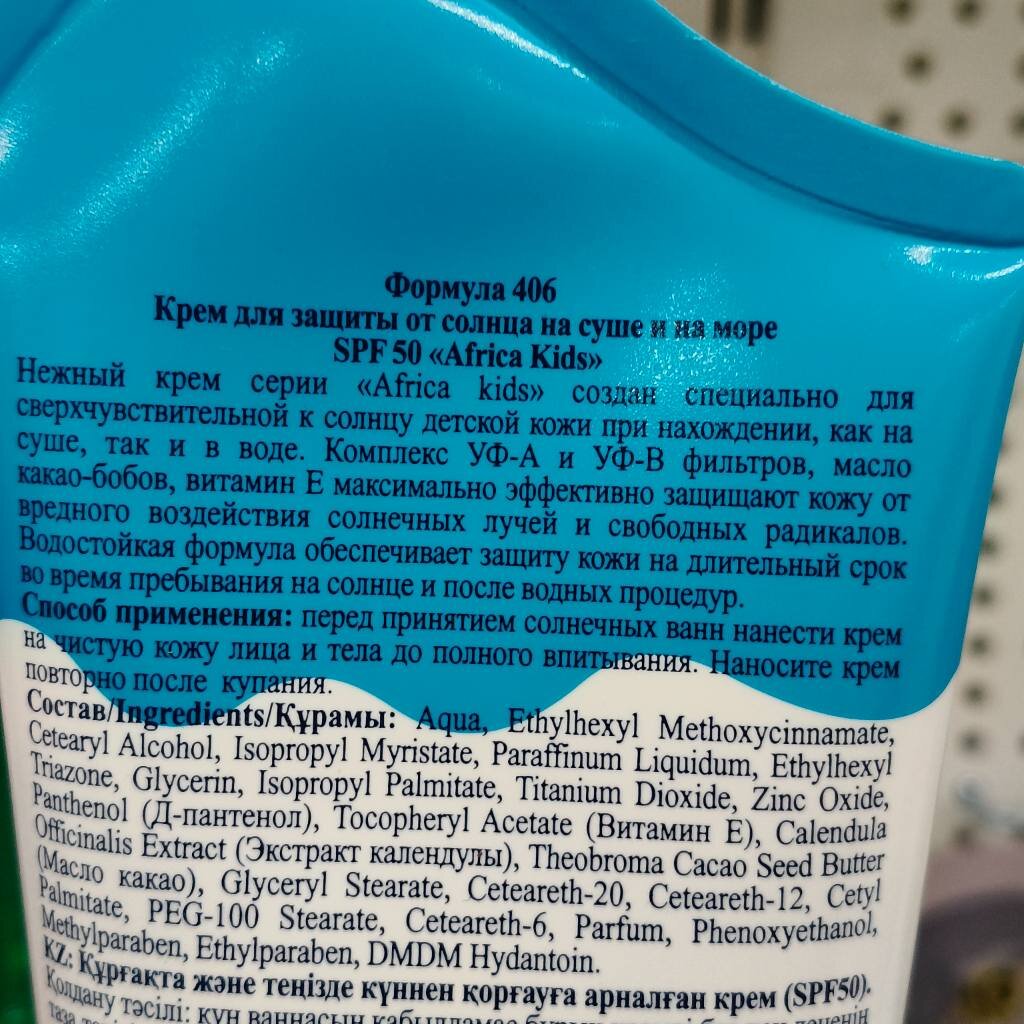 Формула 406
Крем для защиты от солнца на суше и на море
SPF 50 «Africa Kids»
Нежный крем серии «Africa kids» создан специально для
сверхчувствительной к солнцу детской кожи при нахождении, как на
суше, так и в воде. Комплекс УФ-А и УФ-В фильтров, масло
какао-бобов, витамин Е максимально эффективно защищают кожу от
вредного воздействия солнечных лучей и свободных радикалов.
Водостойкая формула обеспечивает защиту кожи на длительный срок
во время пребывания на солнце и после водных процедур.
Способ применения: перед принятием солнечных ванн нанести крем
на чистую кожу лица и тела до полного впитывания. Наносите крем
повторно после купания.
Состав/Ingredients/Құрамы: Aqua, Ethylhexyl Methoxycinnamate,
Cetearyl Alcohol, Isopropyl Myristate, Paraffinum Liquidum, Ethylhexyl
Triazone, Glycerin, Isopropyl Palmitate, Titanium Dioxide, Zinc Oxide,
Panthenol (Д-пантенол), Tocopheryl Acetate (Витамин Е), Calendula
Officinalis Extract (Экстракт календулы), Theobroma Cacao Seed Butter
(Масло какао), Glyceryl Stearate, Ceteareth-20, Ceteareth-12, Cetyl
Palmitate, PEG-100 Stearate, Ceteareth-6, Parfum, Phenoxyethanol,
Methylparaben, Ethylparaben, DMDM Hydantoin.
KZ: Құрғақта және теңізде күннен қорғауға арналған крем (SPF50).
Қолдану тәсілі: күн ваннасын қабылдамас